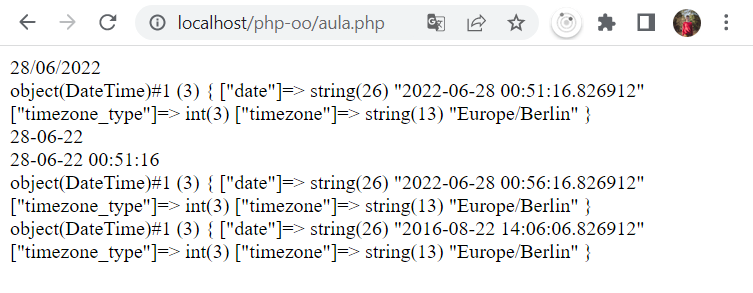 localhost/php-oo/aula.php
28/06/2022
object(DateTime)#1 (3) { ["date"]=> string(26) "2022-06-28 00:51:16.826912"
["timezone_type"]=> int(3) ["timezone"]=> string(13) "Europe/Berlin" }
28-06-22
28-06-22 00:51:16
object(DateTime)#1 (3) { ["date"]=> string(26) "2022-06-28 00:56:16.826912"
["timezone_type"]=> int(3) ["timezone"]=> string(13) "Europe/Berlin" }
object(DateTime)#1 (3) { ["date"]=> string(26) "2016-08-22 14:06:06.826912"
["timezone_type"]=> int(3) ["timezone"]=> string(13) "Europe/Berlin" }